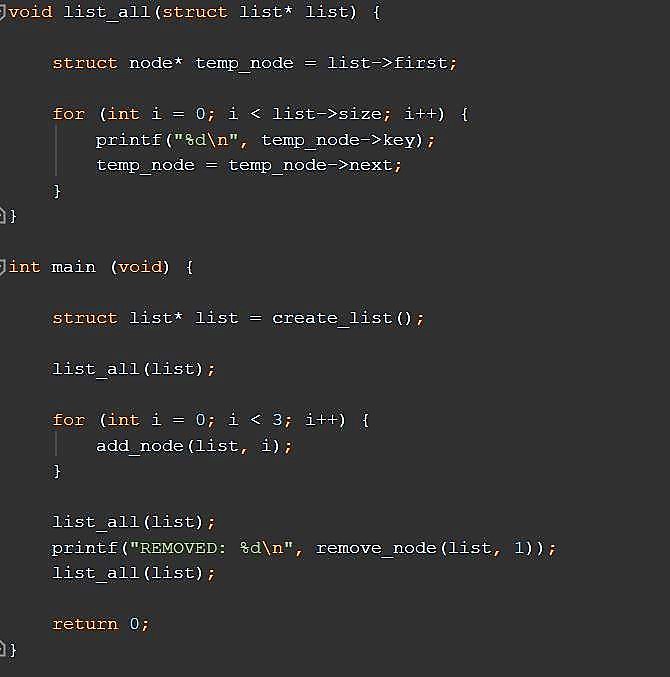 void list_all(struct list* list) {
struct node* temp_node = list->first;
for (int i = 0; i < list->size; i++) {
printf("%d\n", temp_node->key);
temp_node = temp_node->next;
}
}
int main (void) {
struct list* list = create_list();
list_all(list);
for (int i = 0; i < 3; i++) {
add_node(list, i);
}
list_all(list);
printf("REMOVED: %d\n", remove_node(list, 1));
list_all(list);
return 0;
}